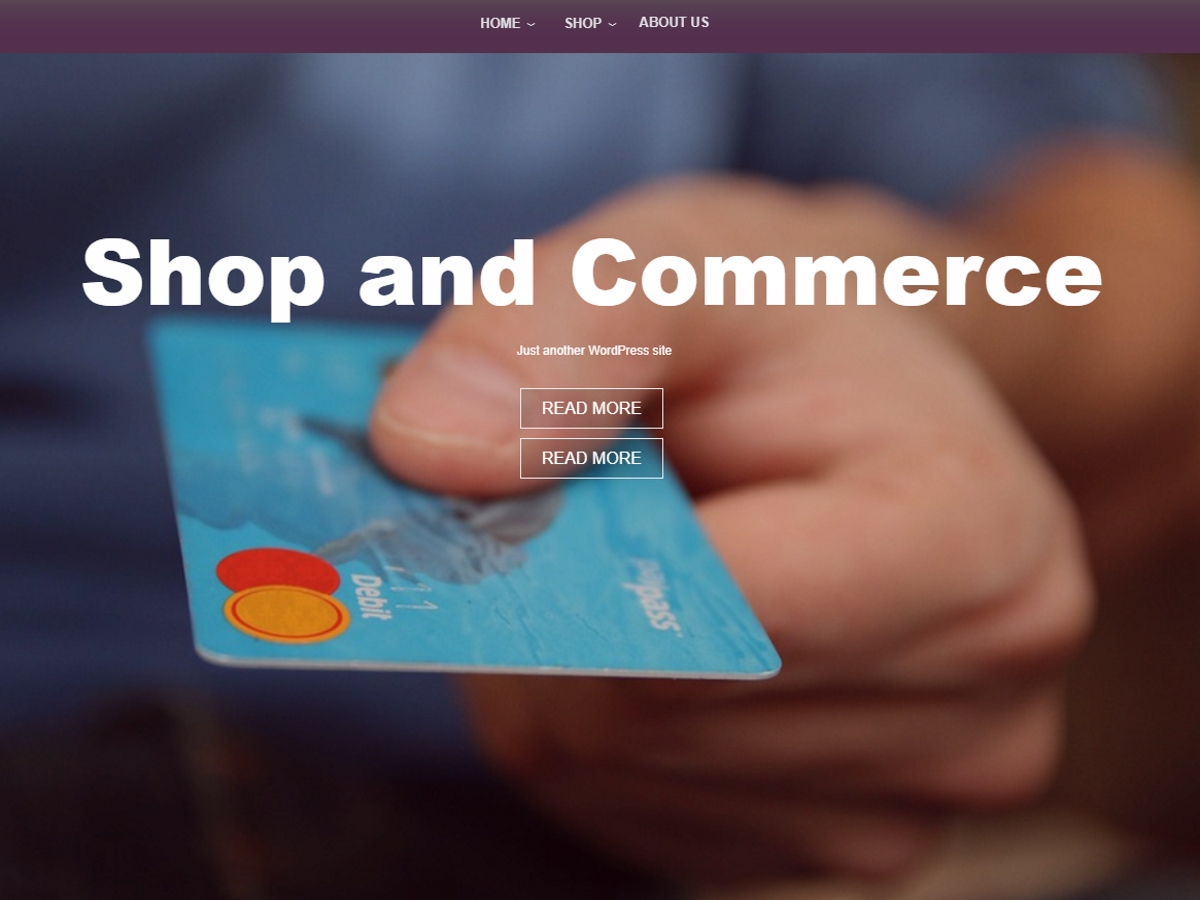 HOME
SHOP
ABOUT US
Shop and Commerce
Just another WordPress site
READ MORE
READ MORE
Debit
paypass